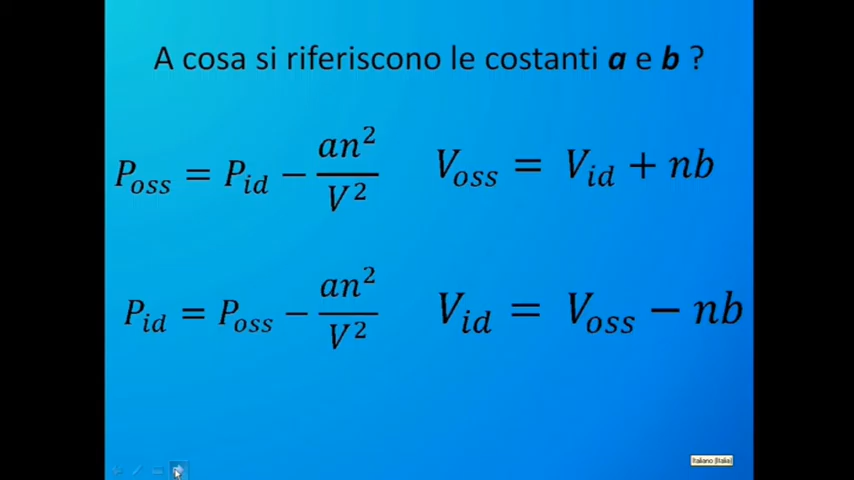 A cosa si riferiscono le costanti a e b ?
P_oss = P_id − an²/V²
V_oss = V_id + nb
P_id = P_oss − an²/V²
V_id = V_oss − nb
Italiano (Italia)